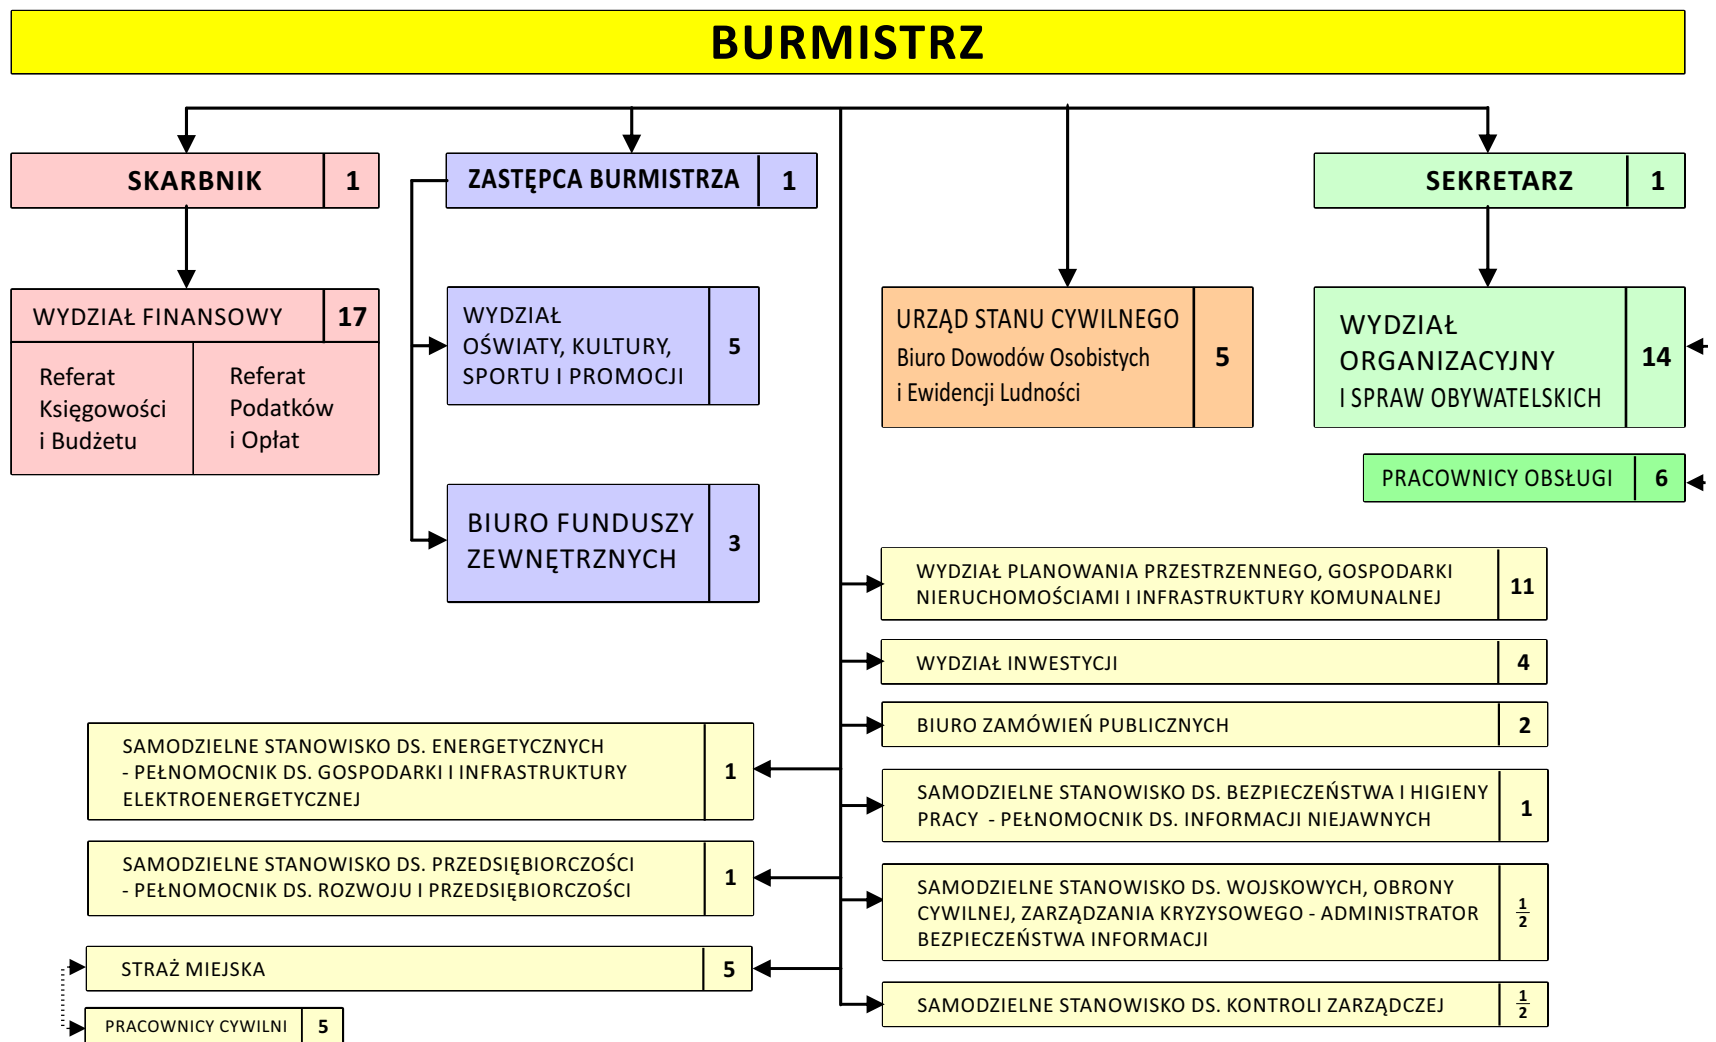 BURMISTRZ
SKARBNIK 1
ZASTĘPCA BURMISTRZA 1
SEKRETARZ 1
WYDZIAŁ FINANSOWY 17
Referat
Księgowości
i Budżetu
Referat
Podatków
i Opłat
WYDZIAŁ
OŚWIATY, KULTURY,
SPORTU I PROMOCJI
5
BIURO FUNDUSZY
ZEWNĘTRZNYCH
3
URZĄD STANU CYWILNEGO
Biuro Dowodów Osobistych
i Ewidencji Ludności
5
WYDZIAŁ
ORGANIZACYJNY
I SPRAW OBYWATELSKICH
14
PRACOWNICY OBSŁUGI 6
WYDZIAŁ PLANOWANIA PRZESTRZENNEGO, GOSPODARKI
NIERUCHOMOŚCIAMI I INFRASTRUKTURY KOMUNALNEJ
11
WYDZIAŁ INWESTYCJI 4
BIURO ZAMÓWIEŃ PUBLICZNYCH 2
SAMODZIELNE STANOWISKO DS. BEZPIECZEŃSTWA I HIGIENY
PRACY - PEŁNOMOCNIK DS. INFORMACJI NIEJAWNYCH
1
SAMODZIELNE STANOWISKO DS. WOJSKOWYCH, OBRONY
CYWILNEJ, ZARZĄDZANIA KRYZYSOWEGO - ADMINISTRATOR
BEZPIECZEŃSTWA INFORMACJI
1/2
SAMODZIELNE STANOWISKO DS. KONTROLI ZARZĄDCZEJ 1/2
SAMODZIELNE STANOWISKO DS. ENERGETYCZNYCH
- PEŁNOMOCNIK DS. GOSPODARKI I INFRASTRUKTURY
ELEKTROENERGETYCZNEJ
1
SAMODZIELNE STANOWISKO DS. PRZEDSIĘBIORCZOŚCI
- PEŁNOMOCNIK DS. ROZWOJU I PRZEDSIĘBIORCZOŚCI
1
STRAŻ MIEJSKA 5
PRACOWNICY CYWILNI 5